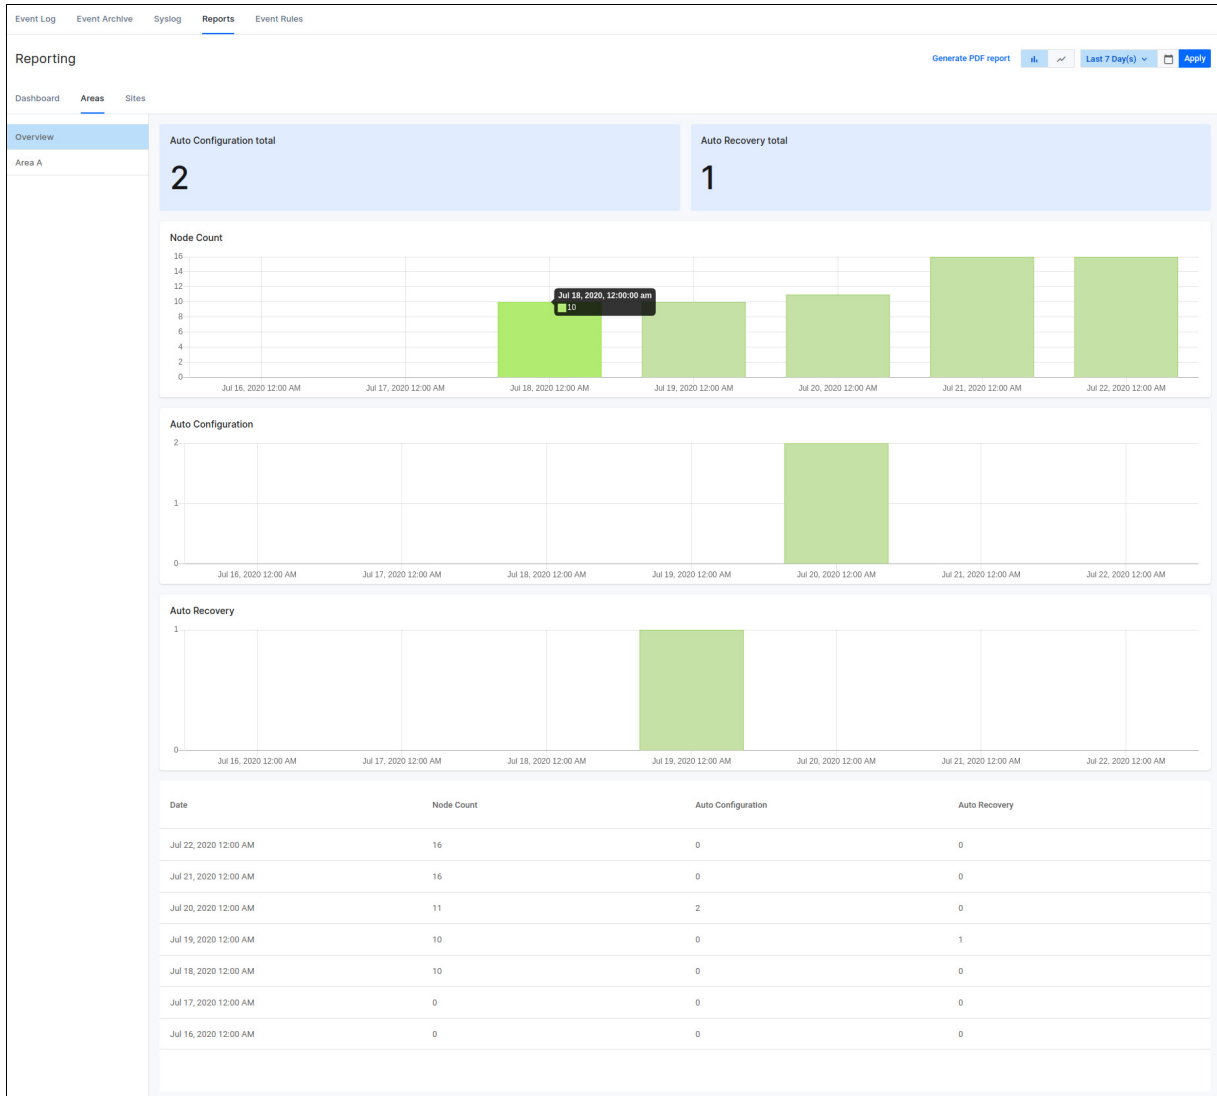 Event Log Event Archive Syslog Reports Event Rules
Reporting
Generate PDF report Last 7 Day(s) Apply
Dashboard Areas Sites
Overview
Area A
Auto Configuration total
2
Auto Recovery total
1
Node Count
16
14
12
10
8
6
4
2
0
Jul 18, 2020, 12:00:00 am
10
Jul 16, 2020 12:00 AM Jul 17, 2020 12:00 AM Jul 18, 2020 12:00 AM Jul 19, 2020 12:00 AM Jul 20, 2020 12:00 AM Jul 21, 2020 12:00 AM Jul 22, 2020 12:00 AM
Auto Configuration
2
1
0
Jul 16, 2020 12:00 AM Jul 17, 2020 12:00 AM Jul 18, 2020 12:00 AM Jul 19, 2020 12:00 AM Jul 20, 2020 12:00 AM Jul 21, 2020 12:00 AM Jul 22, 2020 12:00 AM
Auto Recovery
1
0
Jul 16, 2020 12:00 AM Jul 17, 2020 12:00 AM Jul 18, 2020 12:00 AM Jul 19, 2020 12:00 AM Jul 20, 2020 12:00 AM Jul 21, 2020 12:00 AM Jul 22, 2020 12:00 AM
Date Node Count Auto Configuration Auto Recovery
Jul 22, 2020 12:00 AM 16 0 0
Jul 21, 2020 12:00 AM 16 0 0
Jul 20, 2020 12:00 AM 11 2 0
Jul 19, 2020 12:00 AM 10 0 1
Jul 18, 2020 12:00 AM 10 0 0
Jul 17, 2020 12:00 AM 0 0 0
Jul 16, 2020 12:00 AM 0 0 0